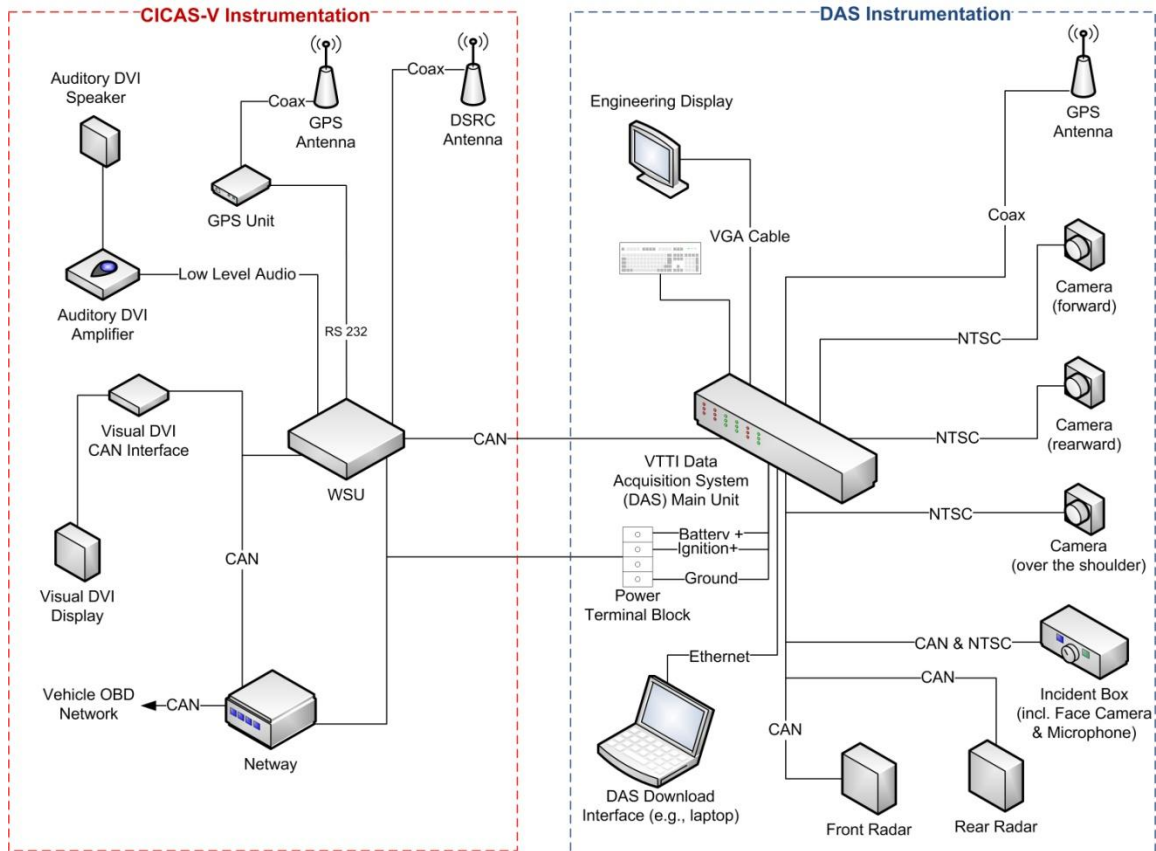 CICAS-V Instrumentation
DAS Instrumentation
Auditory DVI
Speaker
Coax
GPS
Antenna
Coax
DSRC
Antenna
GPS Unit
Low Level Audio
Auditory DVI
Amplifier
RS 232
Visual DVI
CAN Interface
WSU
CAN
CAN
Visual DVI
Display
Vehicle OBD
Network
CAN
Netway
Engineering Display
GPS
Antenna
Coax
VGA Cable
NTSC
Camera
(forward)
NTSC
Camera
(rearward)
VTTI Data
Acquisition System
(DAS) Main Unit
NTSC
Camera
(over the shoulder)
Battery +
Ignition+
Ground
Power
Terminal Block
Ethernet
CAN & NTSC
CAN
Incident Box
(incl. Face Camera
& Microphone)
CAN
DAS Download
Interface (e.g., laptop)
Front Radar
Rear Radar